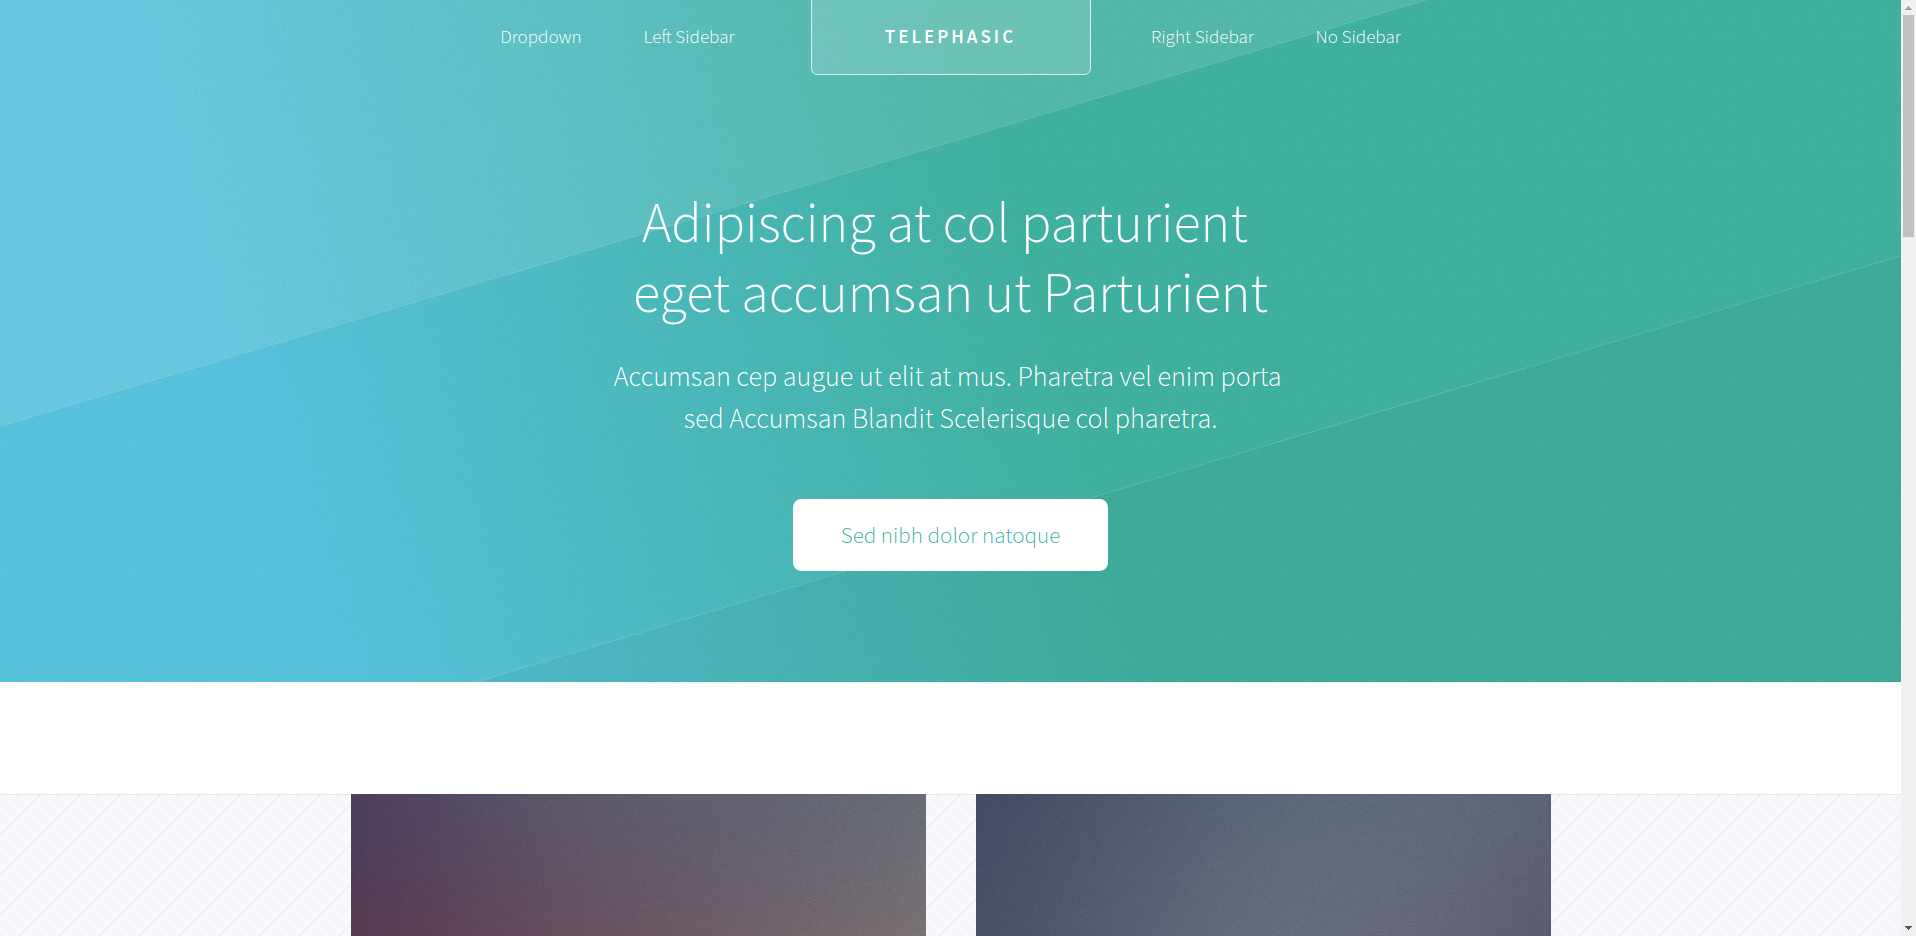 Dropdown
Left Sidebar
TELEPHASIC
Right Sidebar
No Sidebar
Adipiscing at col parturient
eget accumsan ut Parturient
Accumsan cep augue ut elit at mus. Pharetra vel enim porta
sed Accumsan Blandit Scelerisque col pharetra.
Sed nibh dolor natoque